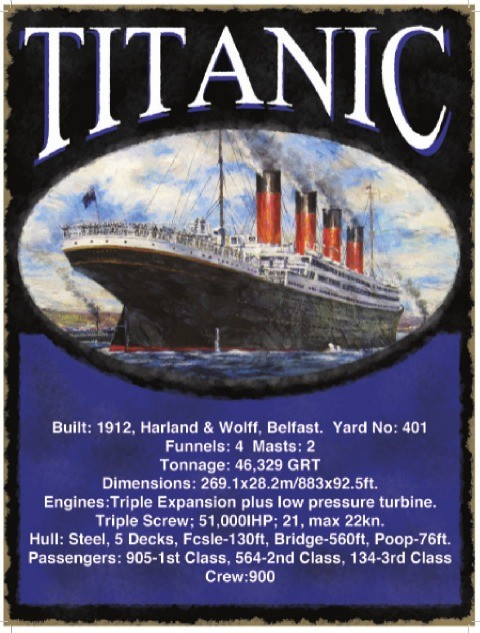 TITANIC
Built: 1912, Harland & Wolff, Belfast. Yard No: 401
Funnels: 4 Masts: 2
Tonnage: 46,329 GRT
Dimensions: 269.1x28.2m/883x92.5ft.
Engines:Triple Expansion plus low pressure turbine.
Triple Screw; 51,000IHP; 21, max 22kn.
Hull: Steel, 5 Decks, Fcsle-130ft, Bridge-560ft, Poop-76ft.
Passengers: 905-1st Class, 564-2nd Class, 134-3rd Class
Crew:900